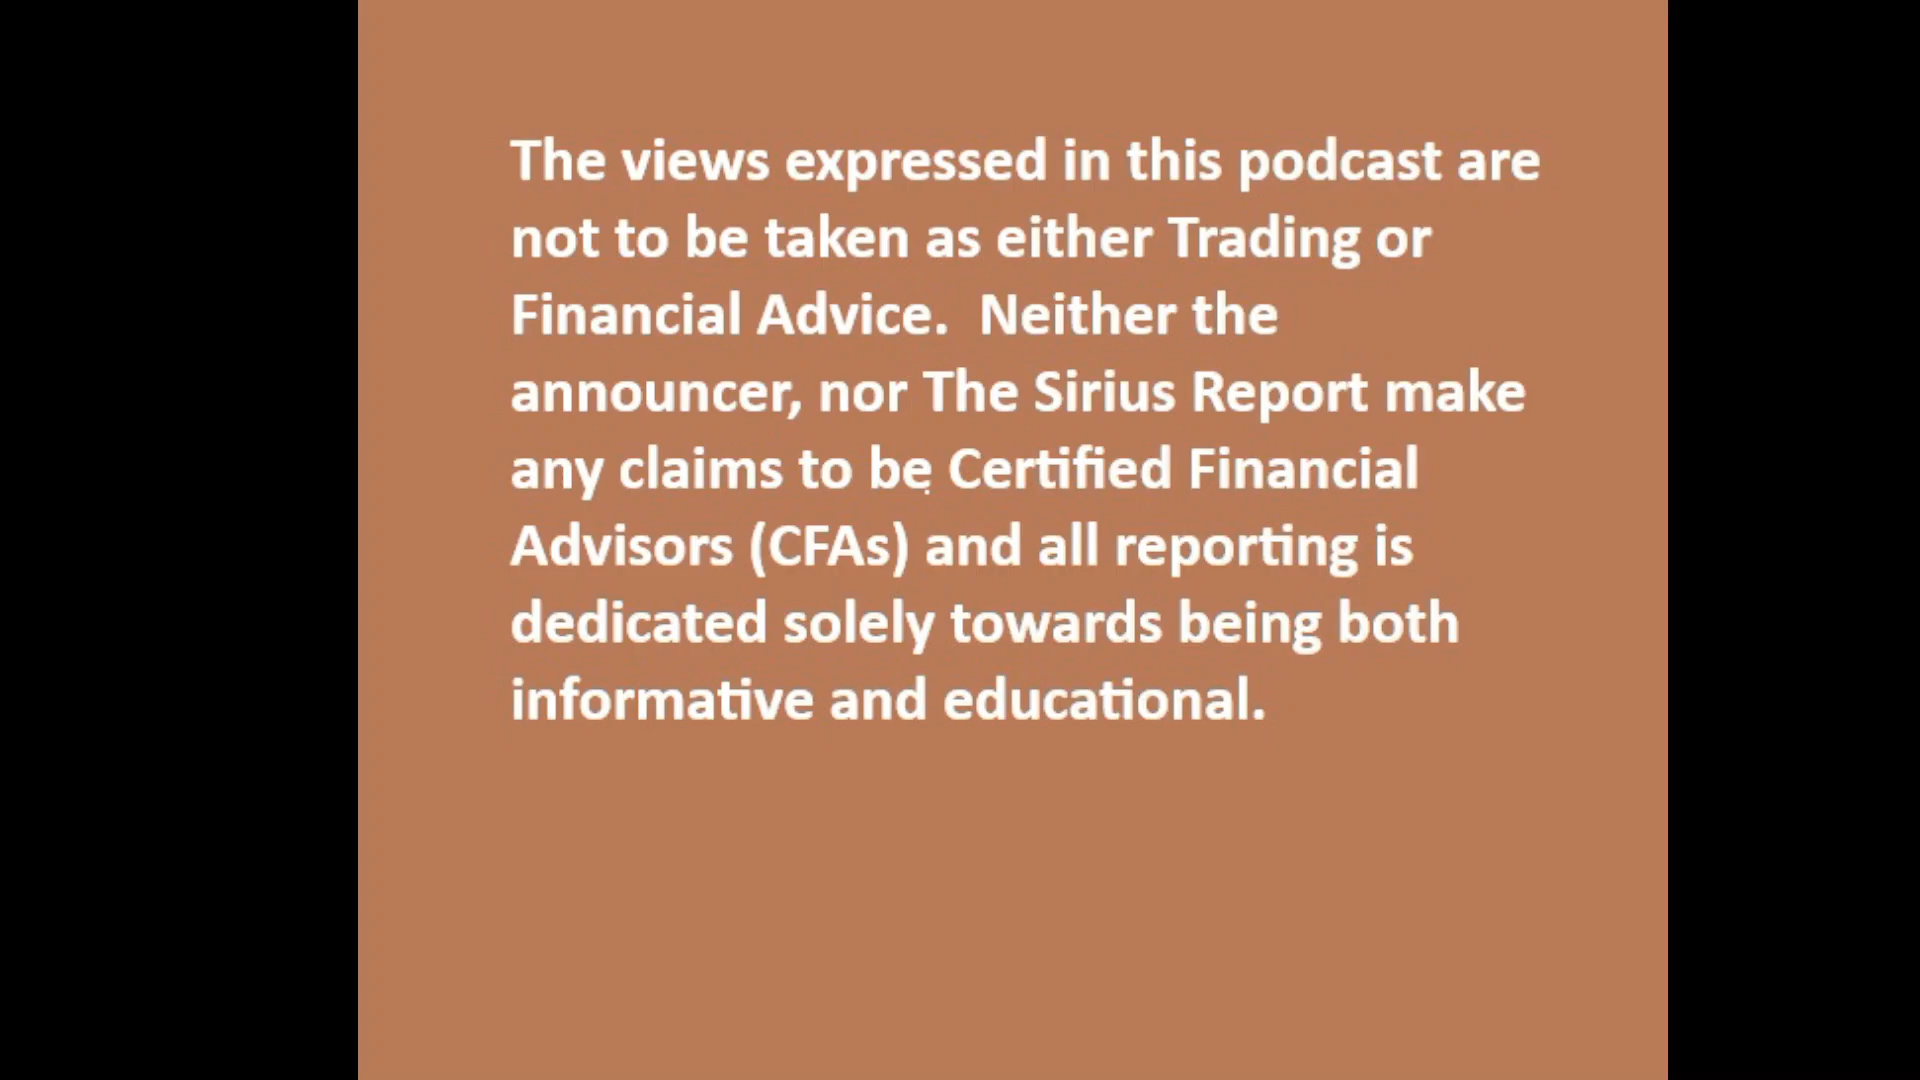 The views expressed in this podcast are
not to be taken as either Trading or
Financial Advice.  Neither the
announcer, nor The Sirius Report make
any claims to be Certified Financial
Advisors (CFAs) and all reporting is
dedicated solely towards being both
informative and educational.